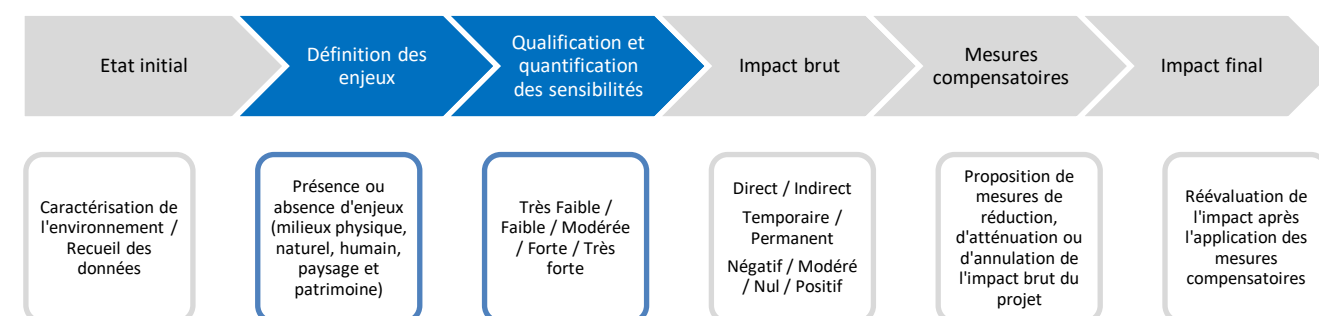 Etat initial
Définition des
enjeux
Qualification et
quantification
des sensibilités
Impact brut
Mesures
compensatoires
Impact final
Caractérisation de
l'environnement /
Recueil des
données
Présence ou
absence d'enjeux
(milieux physique,
naturel, humain,
paysage et
patrimoine)
Très Faible /
Faible / Modérée
/ Forte / Très
forte
Direct / Indirect
Temporaire /
Permanent
Négatif / Modéré
/ Nul / Positif
Proposition de
mesures de
réduction,
d'atténuation ou
d'annulation de
l'impact brut du
projet
Réévaluation de
l'impact après
l'application des
mesures
compensatoires